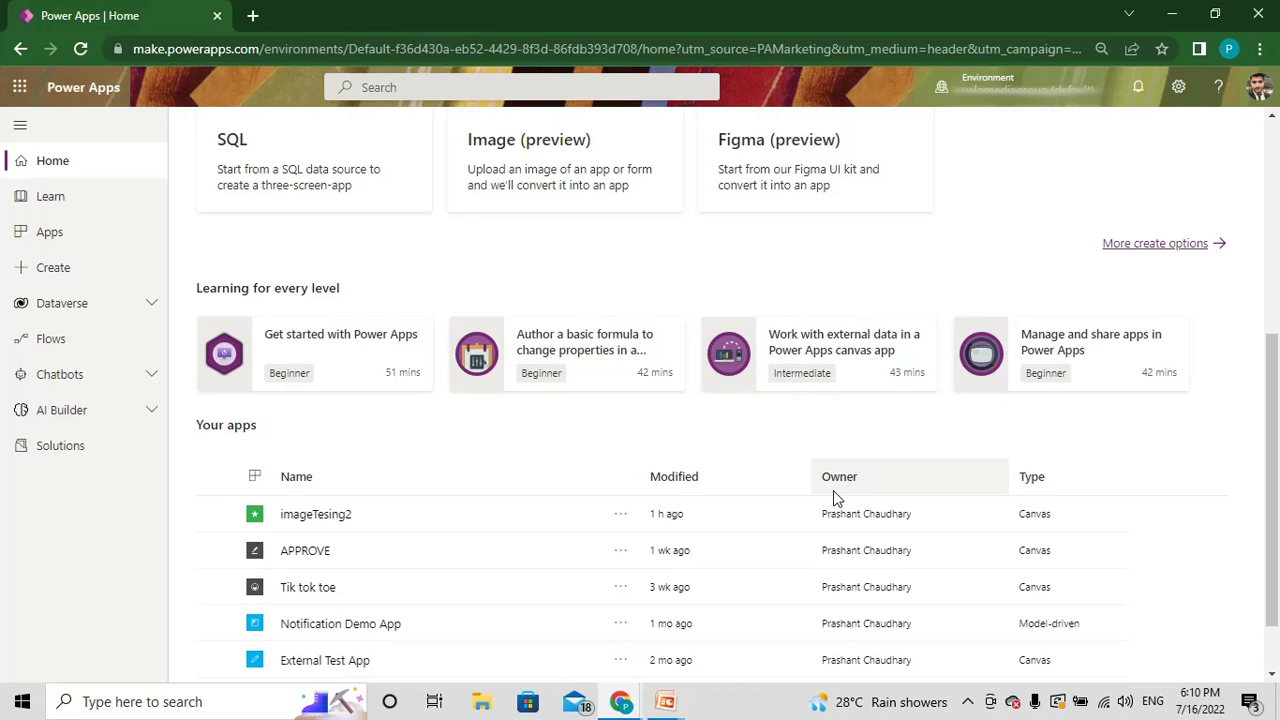 Power Apps | Home
make.powerapps.com/environments/Default-f36d430a-eb52-4429-8f3d-86fdb393d708/home?utm_source=PAMarketing&utm_medium=header&utm_campaign=...
P
Power Apps
Search
Environment
Home
Learn
Apps
Create
Dataverse
Flows
Chatbots
AI Builder
Solutions
SQL
Start from a SQL data source to
create a three-screen-app
Image (preview)
Upload an image of an app or form
and we'll convert it into an app
Figma (preview)
Start from our Figma UI kit and
convert it into an app
More create options
Learning for every level
Get started with Power Apps
Beginner 51 mins
Author a basic formula to
change properties in a...
Beginner 42 mins
Work with external data in a
Power Apps canvas app
Intermediate 43 mins
Manage and share apps in
Power Apps
Beginner 42 mins
Your apps
Name Modified Owner Type
imageTesing2 ... 1 h ago Prashant Chaudhary Canvas
APPROVE ... 1 wk ago Prashant Chaudhary Canvas
Tik tok toe ... 3 wk ago Prashant Chaudhary Canvas
Notification Demo App ... 1 mo ago Prashant Chaudhary Model-driven
External Test App ... 2 mo ago Prashant Chaudhary Canvas
Type here to search
18
P
28°C Rain showers
ENG
6:10 PM
7/16/2022
3